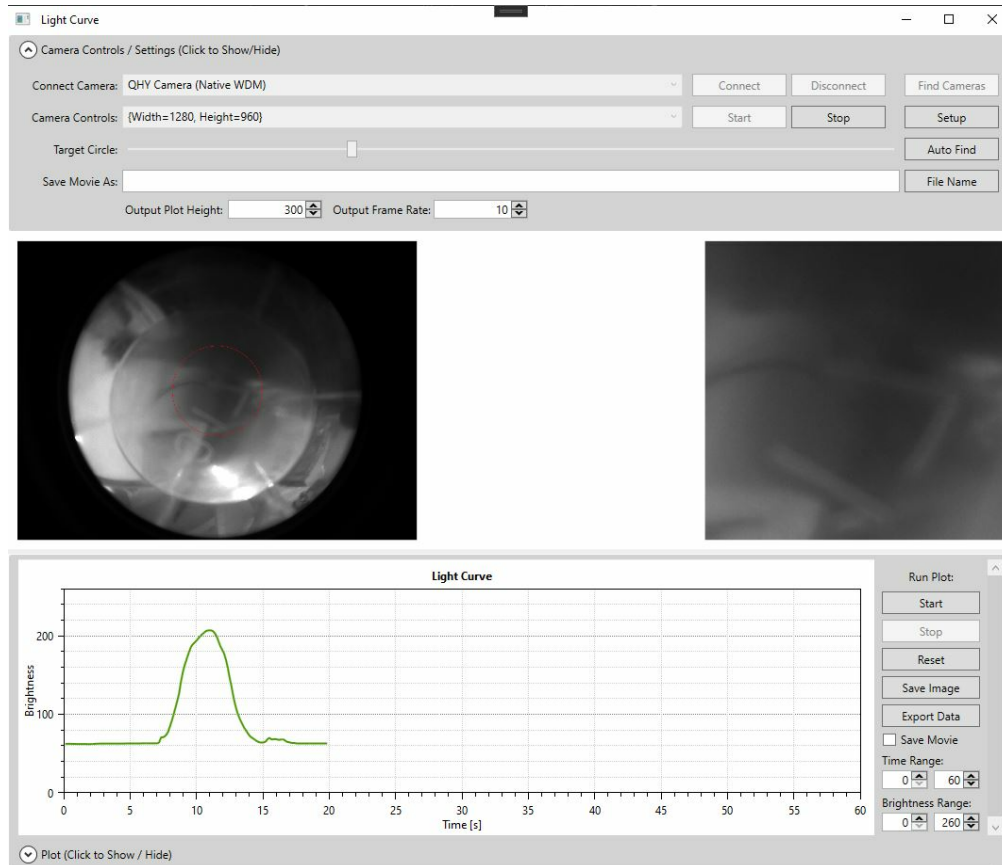 Light Curve
Camera Controls / Settings (Click to Show/Hide)
Connect Camera: QHY Camera (Native WDM) Connect Disconnect Find Cameras
Camera Controls: {Width=1280, Height=960} Start Stop Setup
Target Circle: Auto Find
Save Movie As: File Name
Output Plot Height: 300 Output Frame Rate: 10
Light Curve
Brightness
200
100
0
0 5 10 15 20 25 30 35 40 45 50 55 60
Time [s]
Run Plot:
Start
Stop
Reset
Save Image
Export Data
Save Movie
Time Range:
0 60
Brightness Range:
0 260
Plot (Click to Show / Hide)